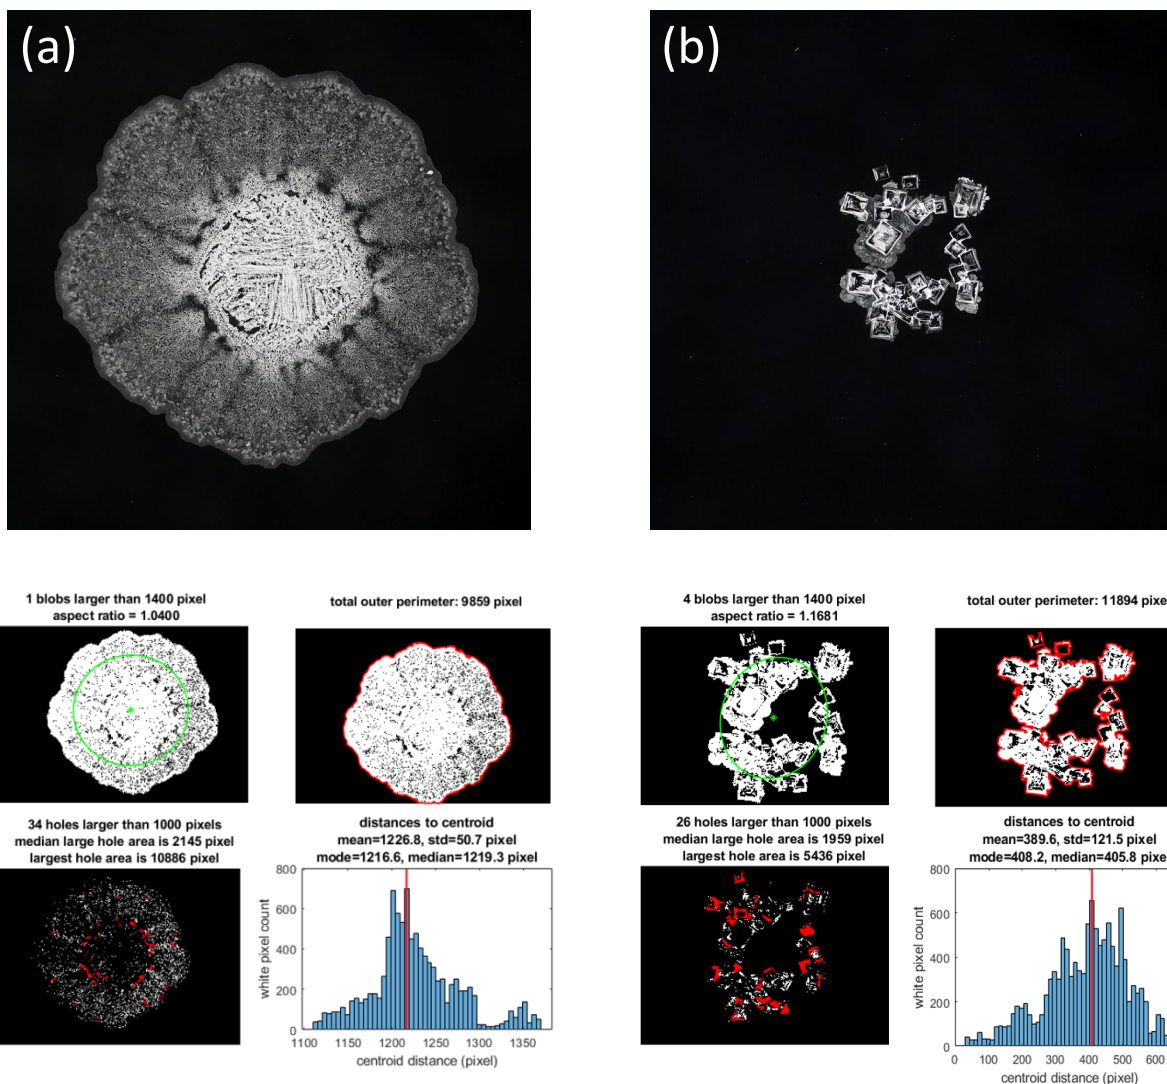 (a)
(b)
1 blobs larger than 1400 pixel
aspect ratio = 1.0400
total outer perimeter: 9859 pixel
4 blobs larger than 1400 pixel
aspect ratio = 1.1681
total outer perimeter: 11894 pixe
34 holes larger than 1000 pixels
median large hole area is 2145 pixel
largest hole area is 10886 pixel
distances to centroid
mean=1226.8, std=50.7 pixel
mode=1216.6, median=1219.3 pixel
800
600
400
200
0
white pixel count
1100
1150
1200
1250
1300
1350
centroid distance (pixel)
26 holes larger than 1000 pixels
median large hole area is 1959 pixel
largest hole area is 5436 pixel
distances to centroid
mean=389.6, std=121.5 pixel
mode=408.2, median=405.8 pixe
800
600
400
200
0
white pixel count
0
100
200
300
400
500
600
centroid distance (pixel)